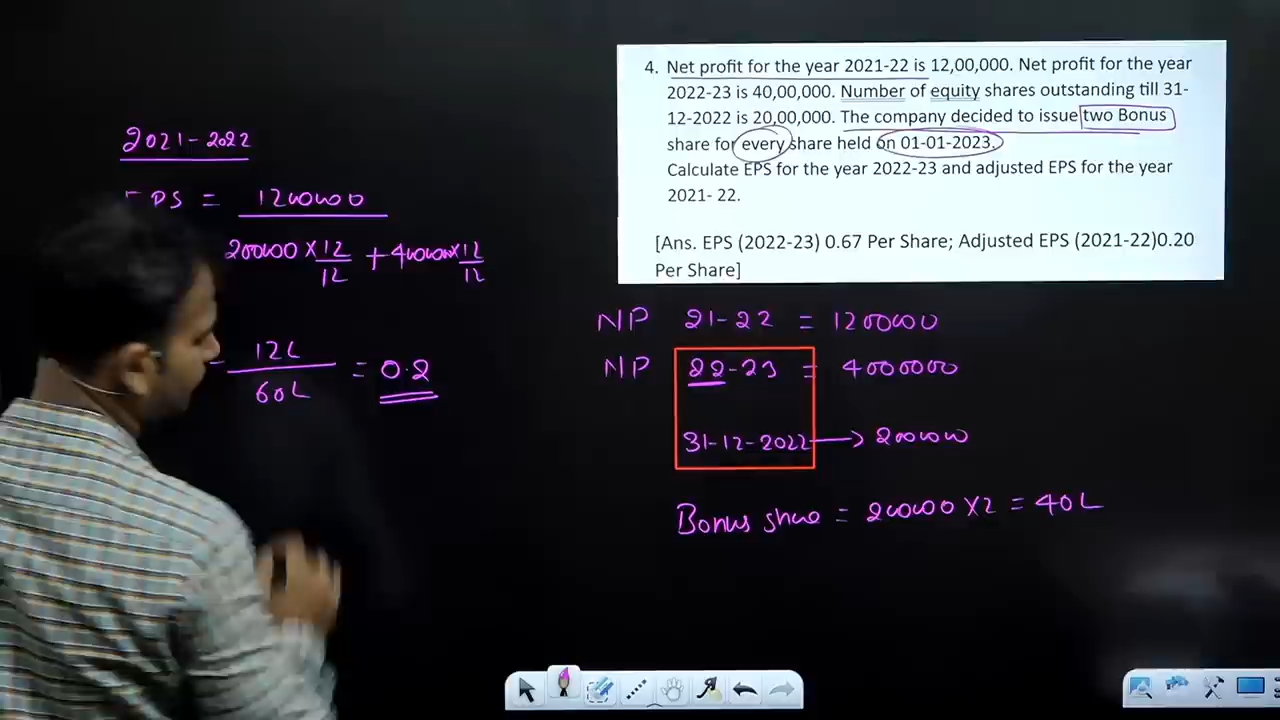 4. Net profit for the year 2021-22 is 12,00,000. Net profit for the year
2022-23 is 40,00,000. Number of equity shares outstanding till 31-
12-2022 is 20,00,000. The company decided to issue two Bonus
share for every share held on 01-01-2023.
Calculate EPS for the year 2022-23 and adjusted EPS for the year
2021- 22.
[Ans. EPS (2022-23) 0.67 Per Share; Adjusted EPS (2021-22)0.20
Per Share]
2021-2022
EPS = 1200000
2000000 × 12/12 + 4000000 × 12/12
12L
60L
= 0.2
NP 21-22 = 1200000
NP 22-23 = 4000000
31-12-2022 → 2000000
Bonus share = 2000000 × 2 = 40L